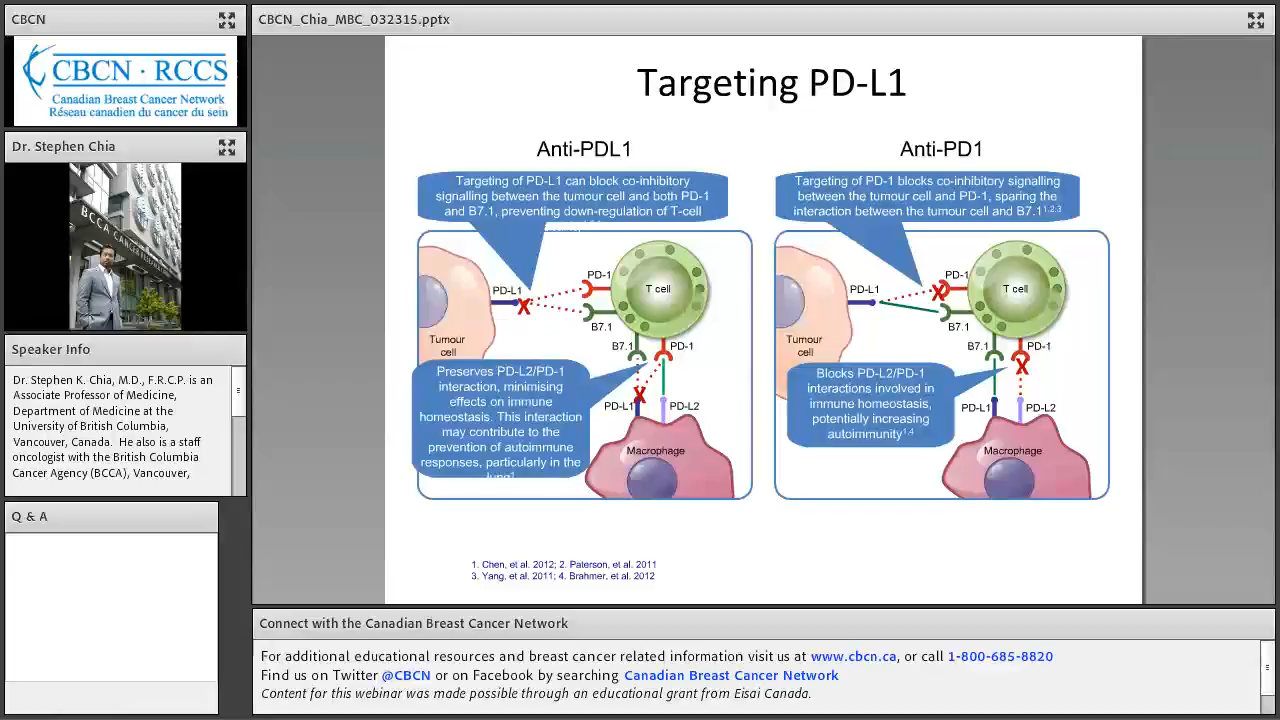 CBCN
CBCN · RCCS
Canadian Breast Cancer Network
Réseau canadien du cancer du sein
Dr. Stephen Chia
BCCA CANCER RESEARCH
Speaker Info
Dr. Stephen K. Chia, M.D., F.R.C.P. is an
Associate Professor of Medicine,
Department of Medicine at the
University of British Columbia,
Vancouver, Canada. He also is a staff
oncologist with the British Columbia
Cancer Agency (BCCA), Vancouver,
Q & A
CBCN_Chia_MBC_032315.pptx
Targeting PD-L1
Anti-PDL1
Targeting of PD-L1 can block co-inhibitory
signalling between the tumour cell and both PD-1
and B7.1, preventing down-regulation of T-cell
PD-L1
PD-1
T cell
B7.1
Tumour
cell
B7.1
PD-1
Preserves PD-L2/PD-1
interaction, minimising
effects on immune
homeostasis. This interaction
may contribute to the
prevention of autoimmune
responses, particularly in the
lung1
PD-L1
PD-L2
Macrophage
Anti-PD1
Targeting of PD-1 blocks co-inhibitory signalling
between the tumour cell and PD-1, sparing the
interaction between the tumour cell and B7.1 1,2,3
PD-L1
PD-1
T cell
B7.1
Tumour
cell
B7.1
PD-1
Blocks PD-L2/PD-1
interactions involved in
immune homeostasis,
potentially increasing
autoimmunity1,4
PD-L1
PD-L2
Macrophage
1. Chen, et al. 2012; 2. Paterson, et al. 2011
3. Yang, et al. 2011; 4. Brahmer, et al. 2012
Connect with the Canadian Breast Cancer Network
For additional educational resources and breast cancer related information visit us at www.cbcn.ca, or call 1-800-685-8820
Find us on Twitter @CBCN or on Facebook by searching Canadian Breast Cancer Network
Content for this webinar was made possible through an educational grant from Eisai Canada.